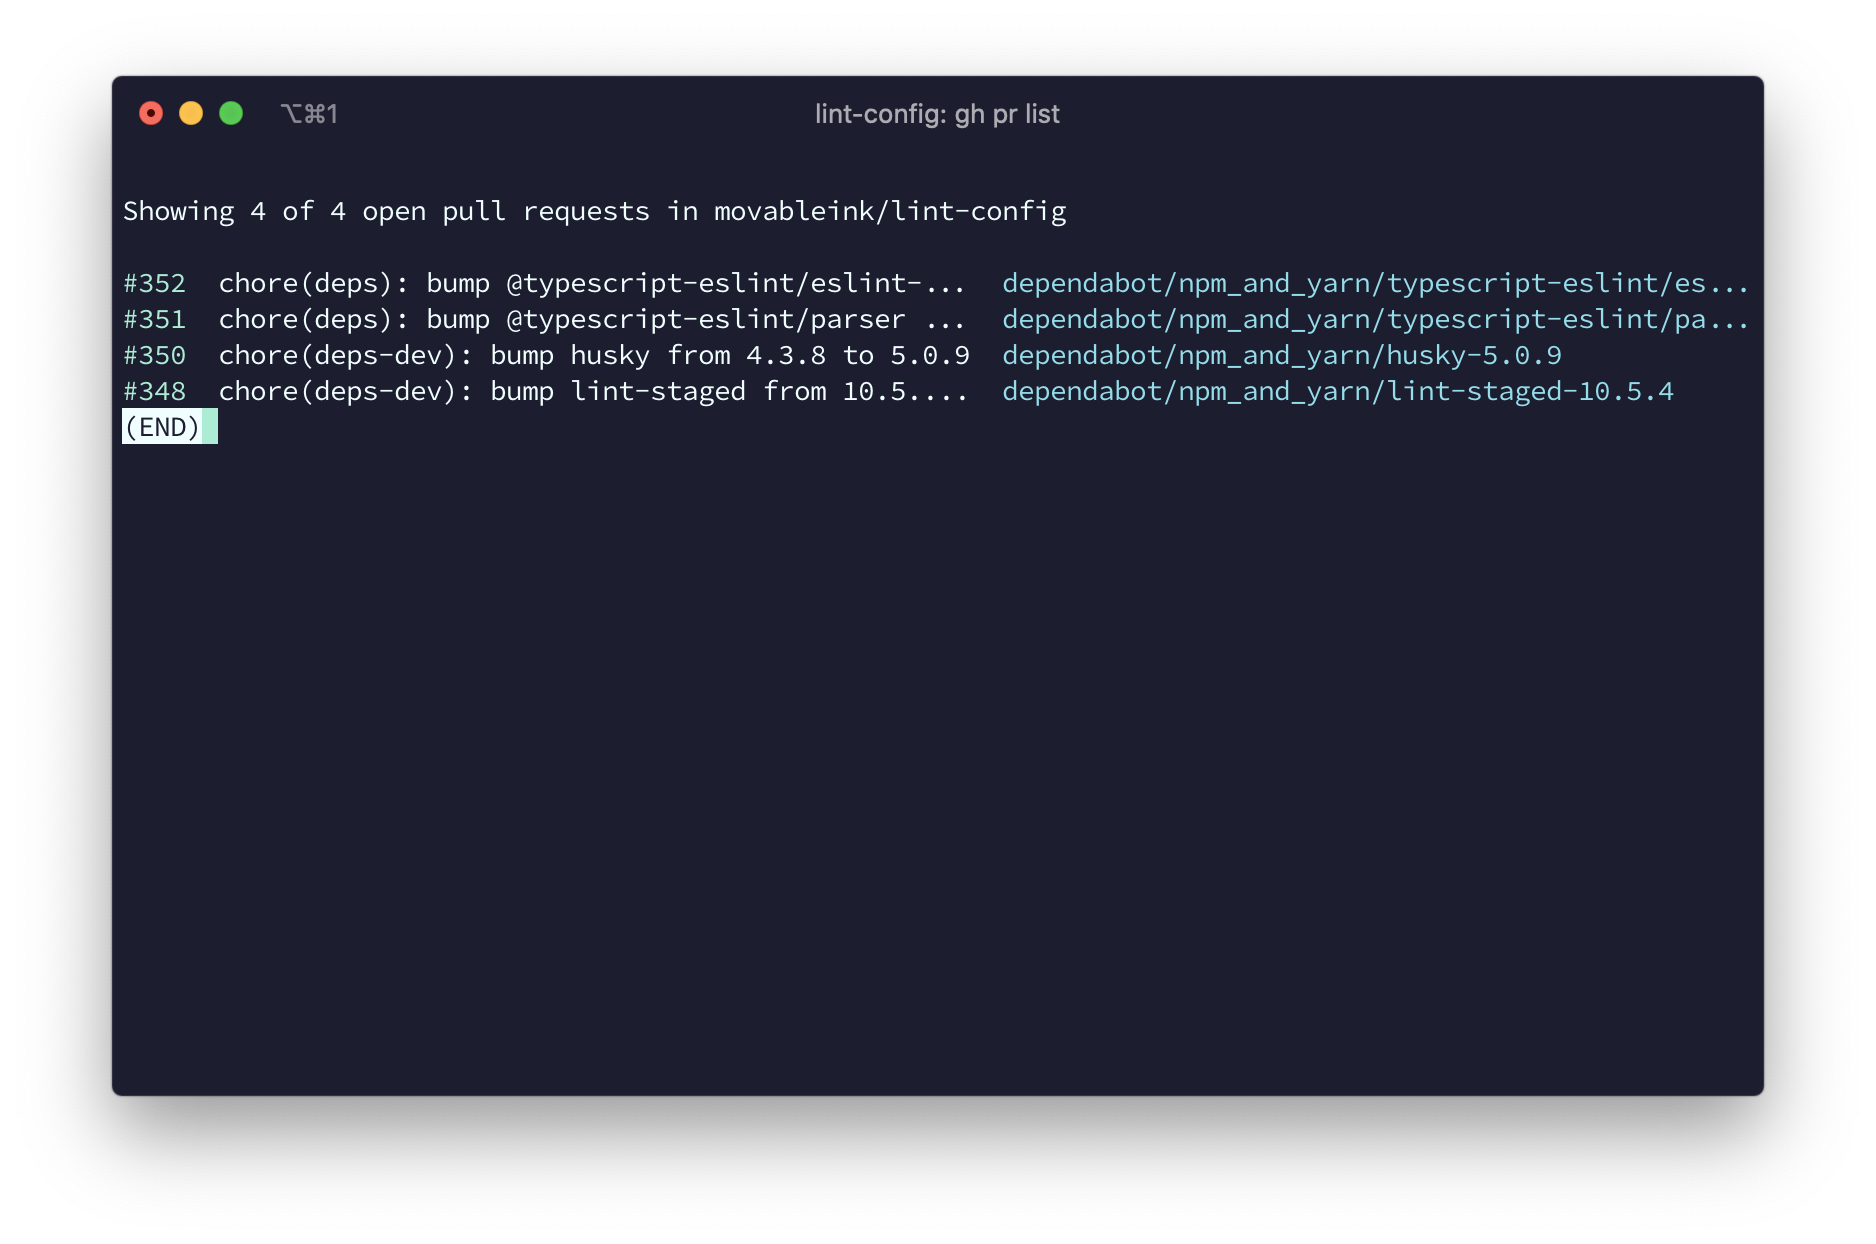 ⌥⌘1
lint-config: gh pr list
Showing 4 of 4 open pull requests in movableink/lint-config
#352  chore(deps): bump @typescript-eslint/eslint-...  dependabot/npm_and_yarn/typescript-eslint/es...
#351  chore(deps): bump @typescript-eslint/parser ...  dependabot/npm_and_yarn/typescript-eslint/pa...
#350  chore(deps-dev): bump husky from 4.3.8 to 5.0.9  dependabot/npm_and_yarn/husky-5.0.9
#348  chore(deps-dev): bump lint-staged from 10.5....  dependabot/npm_and_yarn/lint-staged-10.5.4
(END)